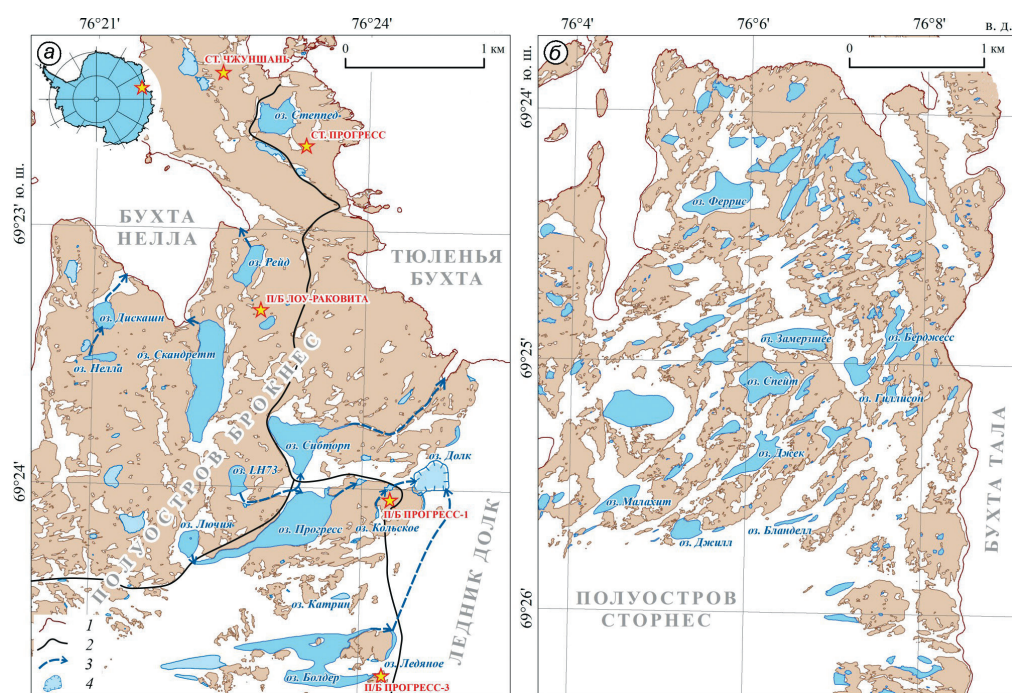 76°21'
76°24'
а
0
1 км
СТ. ЧЖУНШАНЬ
оз. Степпед
СТ. ПРОГРЕСС
69°23' ю. ш.
БУХТА
НЕЛЛА
ТЮЛЕНЬЯ
БУХТА
оз. Рейд
П/Б ЛОУ-РАКОВИТА
оз. Дискашн
оз. Скандретт
оз. Нелла
ПОЛУОСТРОВ БРОКНЕС
оз. Сибторп
оз. Долк
69°24'
оз. LH73
П/Б ПРОГРЕСС-1
оз. Лючия
оз. Прогресс
оз. Кольское
ЛЕДНИК ДОЛК
оз. Катрин
1
2
3
4
оз. Ледяное
оз. Болдер
П/Б ПРОГРЕСС-3
76°4'
76°6'
76°8'
в. д.
б
0
1 км
69°24' ю. ш.
оз. Феррис
оз. Замерзшее
оз. Берджесс
69°25'
оз. Спейт
оз. Гиллисон
оз. Джек
оз. Малахит
оз. Бланделл
оз. Джилл
БУХТА ТАЛА
ПОЛУОСТРОВ
СТОРНЕС
69°26'